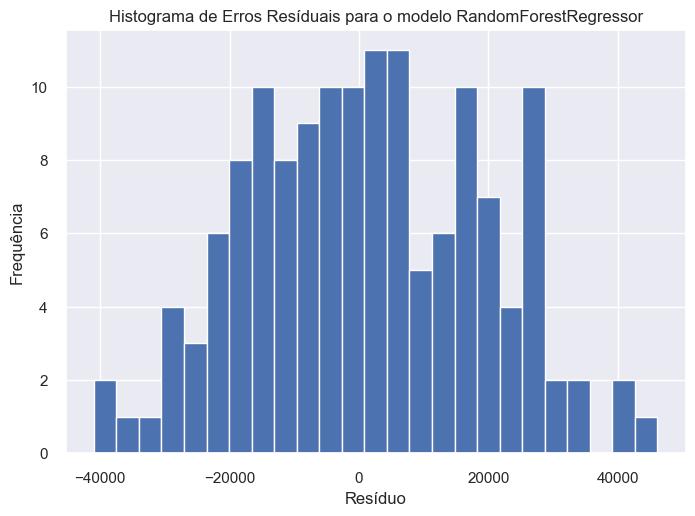 Histograma de Erros Resíduais para o modelo RandomForestRegressor
10
8
6
4
2
0
Frequência
−40000 −20000 0 20000 40000
Resíduo